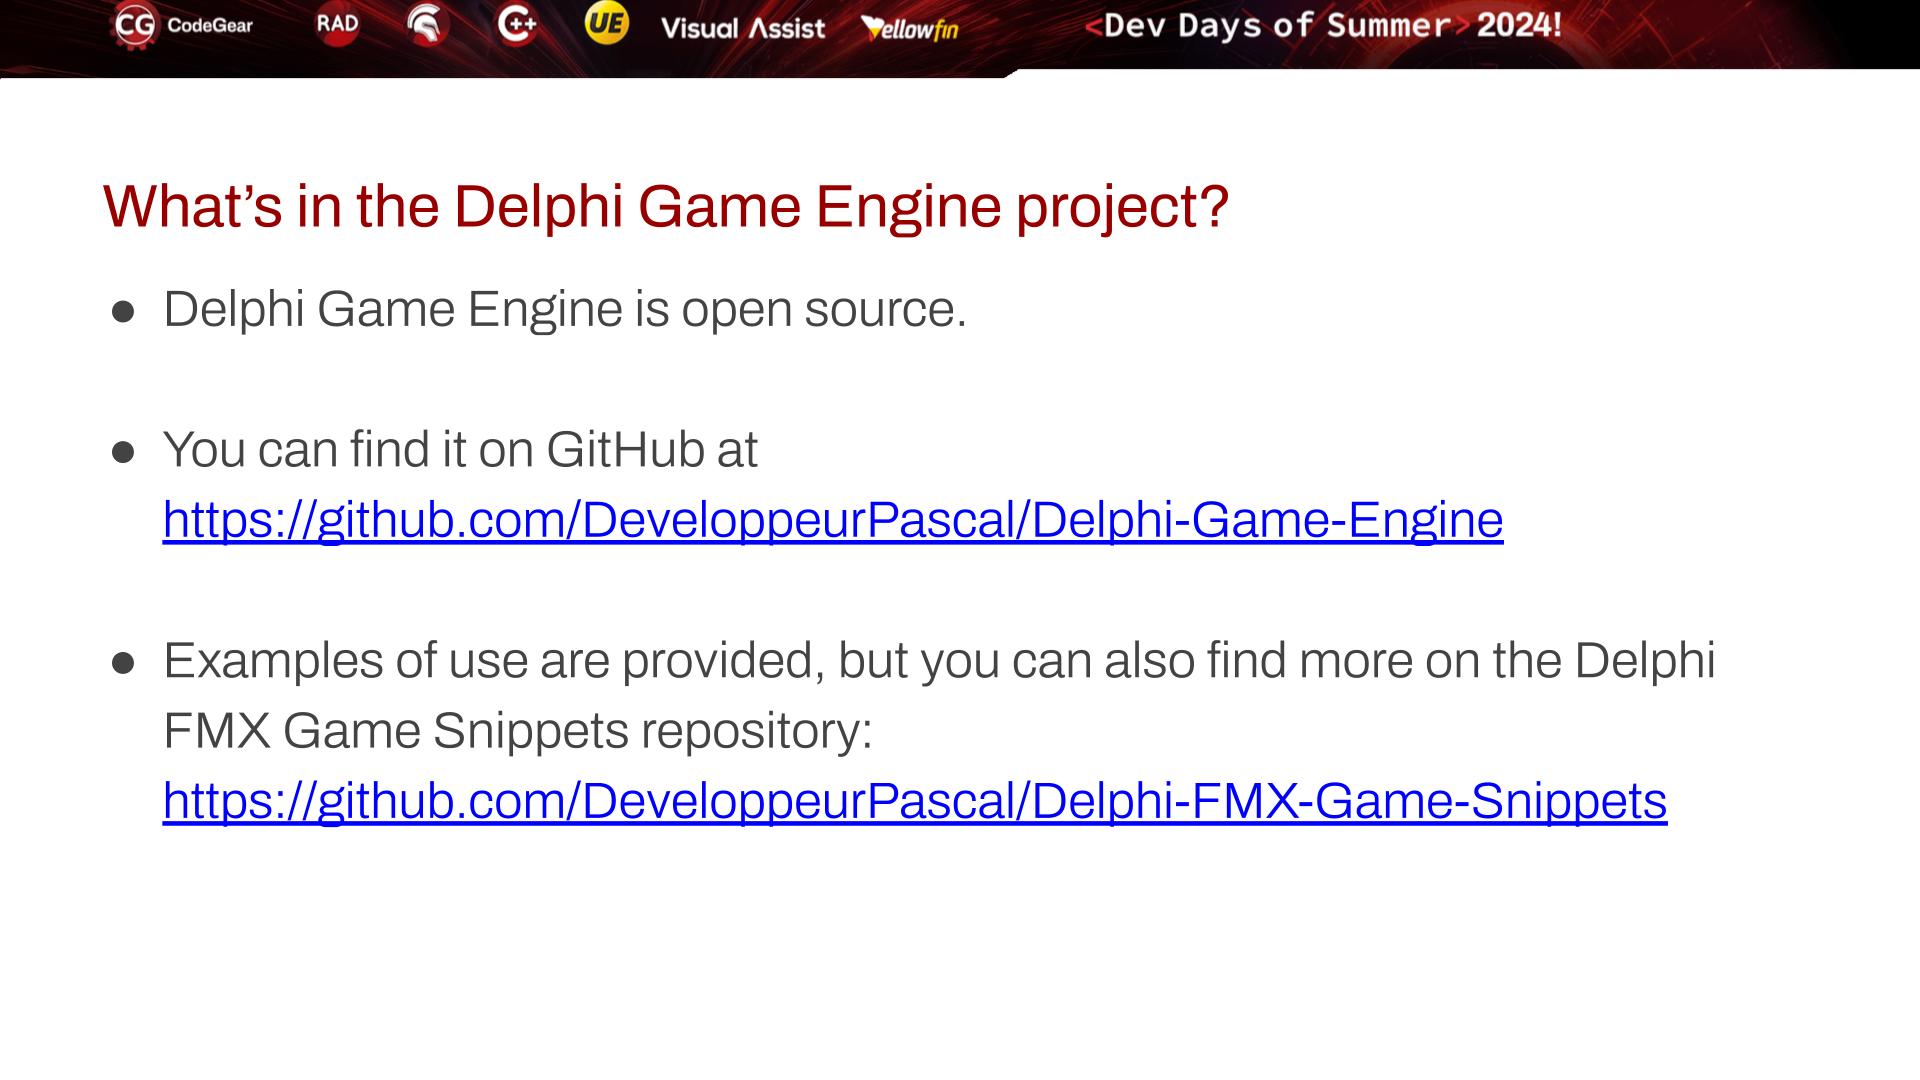 CG CodeGear RAD C++ UE Visual Assist Yellowfin <Dev Days of Summer> 2024!
What’s in the Delphi Game Engine project?
● Delphi Game Engine is open source.
● You can find it on GitHub at
https://github.com/DeveloppeurPascal/Delphi-Game-Engine
● Examples of use are provided, but you can also find more on the Delphi
FMX Game Snippets repository:
https://github.com/DeveloppeurPascal/Delphi-FMX-Game-Snippets